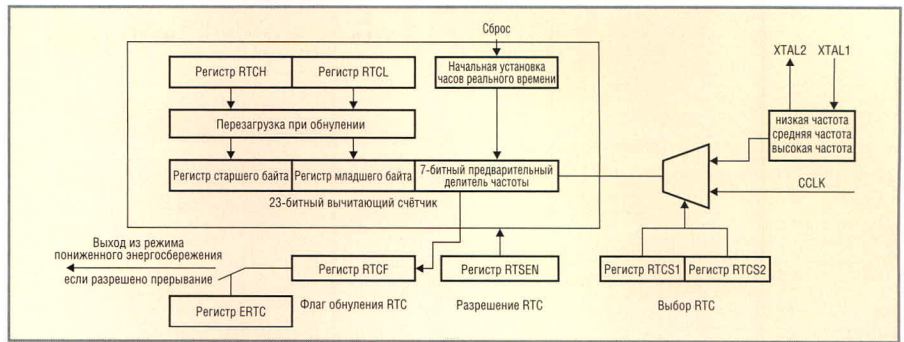 Сброс
XTAL2 XTAL1
Регистр RTCH
Регистр RTCL
Начальная установка
часов реального времени
Перезагрузка при обнулении
низкая частота
средняя частота
высокая частота
Регистр старшего байта
Регистр младшего байта
7-битный предварительный
делитель частоты
CCLK
23-битный вычитающий счётчик
Выход из режима
пониженного энергосбережения
если разрешено прерывание
Регистр RTCF
Регистр RTSEN
Регистр RTCS1
Регистр RTCS2
Регистр ERTC
Флаг обнуления RTC
Разрешение RTC
Выбор RTC